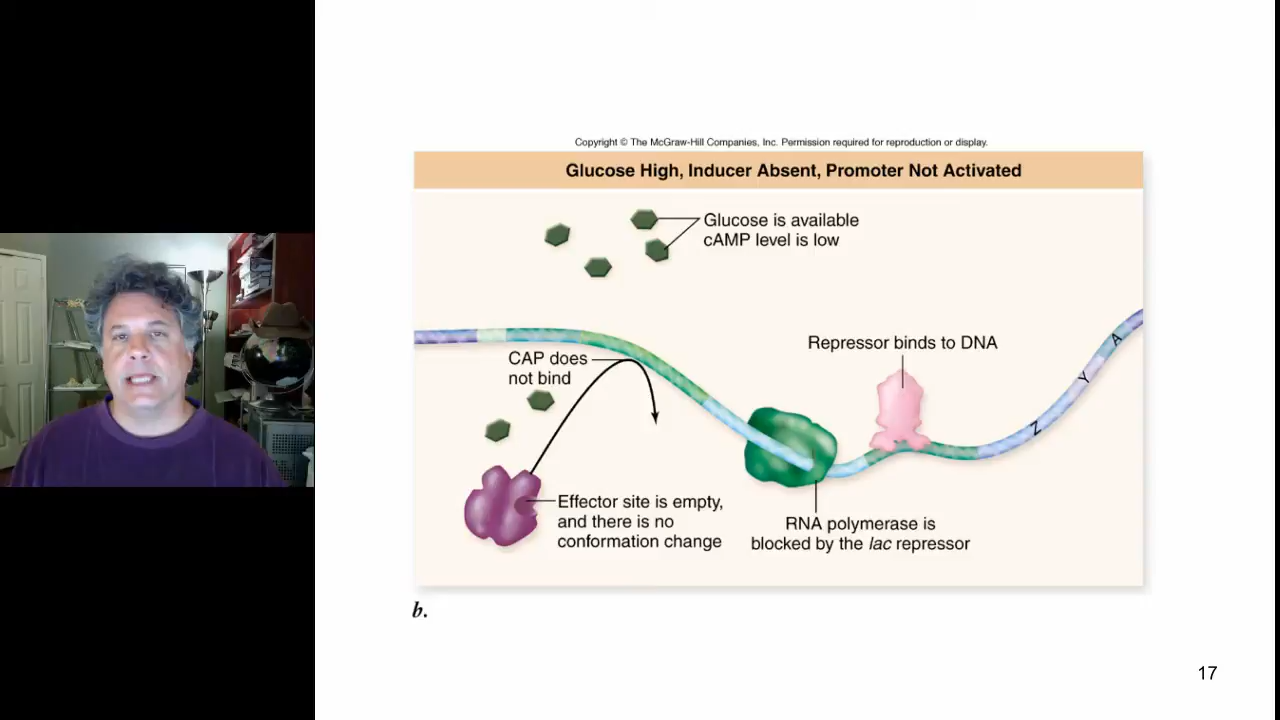 Copyright © The McGraw-Hill Companies, Inc. Permission required for reproduction or display.
Glucose High, Inducer Absent, Promoter Not Activated
Glucose is available
cAMP level is low
Repressor binds to DNA
CAP does
not bind
A
Y
Z
Effector site is empty,
and there is no
conformation change
RNA polymerase is
blocked by the lac repressor
b.
17